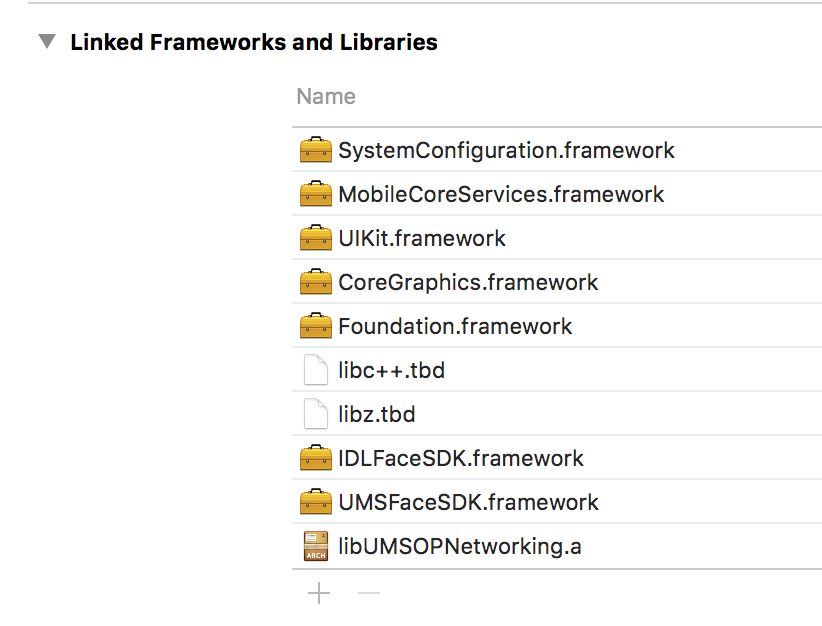 Linked Frameworks and Libraries
Name
SystemConfiguration.framework
MobileCoreServices.framework
UIKit.framework
CoreGraphics.framework
Foundation.framework
libc++.tbd
libz.tbd
IDLFaceSDK.framework
UMSFaceSDK.framework
ARCH libUMSOPNetworking.a